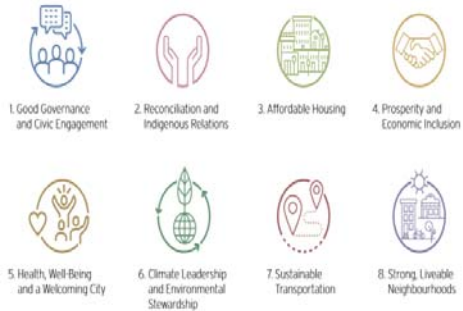 1. Good Governance
and Civic Engagement
2. Reconciliation and
Indigenous Relations
3. Affordable Housing
4. Prosperity and
Economic Inclusion
5. Health, Well-Being
and a Welcoming City
6. Climate Leadership
and Environmental
Stewardship
7. Sustainable
Transportation
8. Strong, Liveable
Neighbourhoods